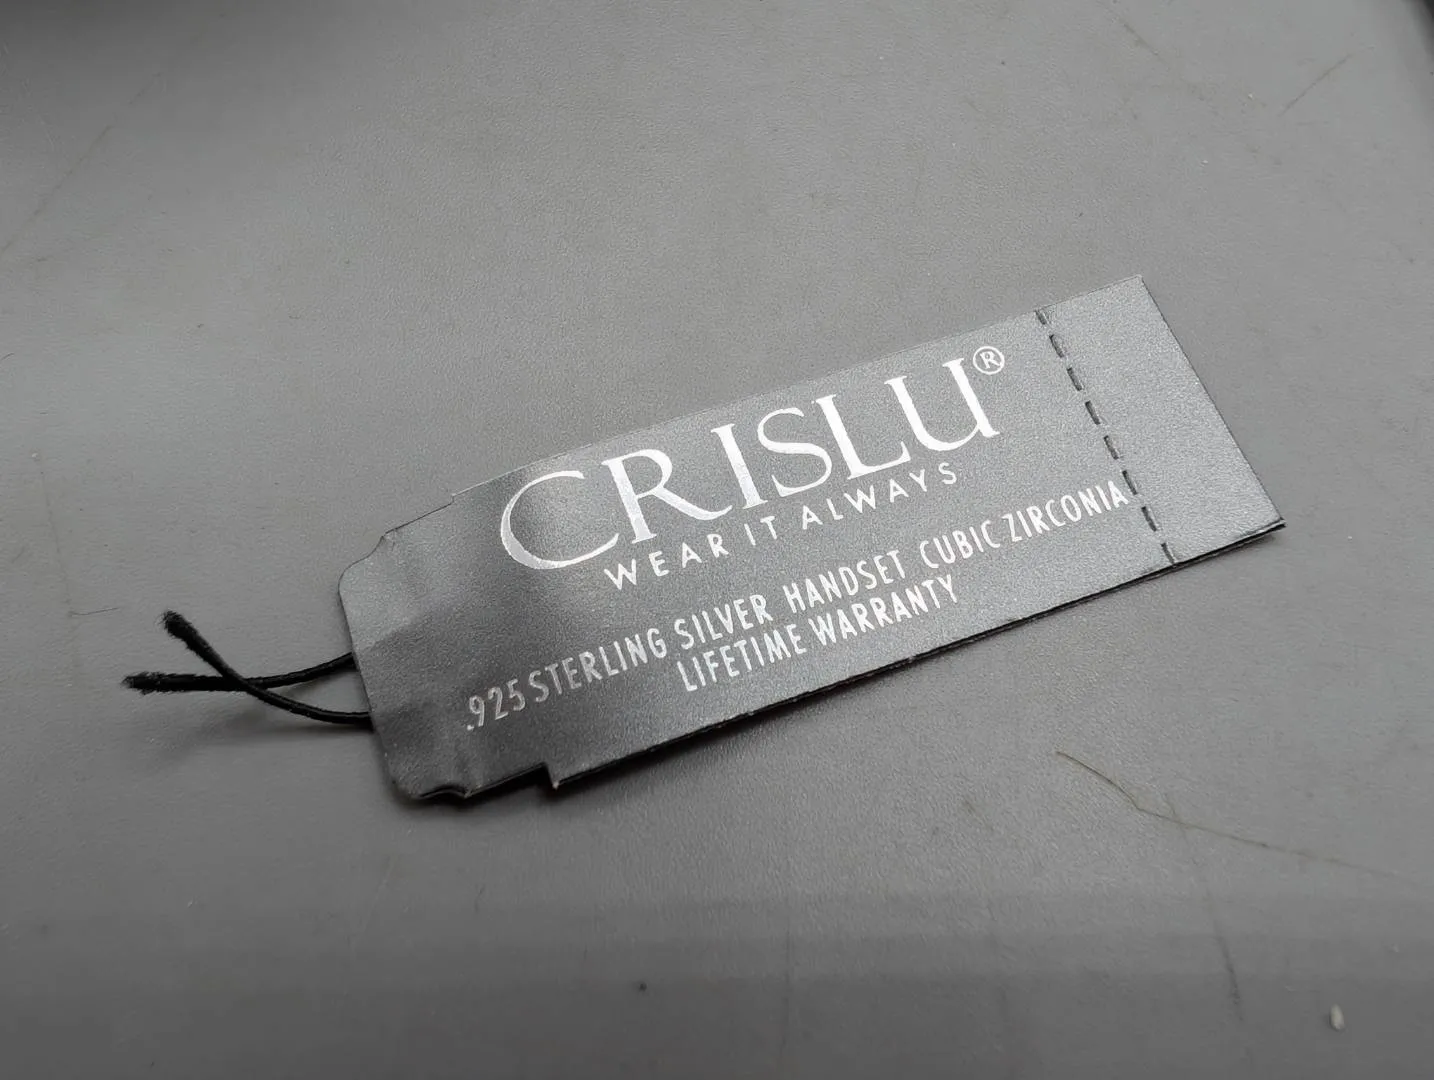 CRISLU®
WEAR IT ALWAYS
.925 STERLING SILVER HANDSET CUBIC ZIRCONIA
LIFETIME WARRANTY